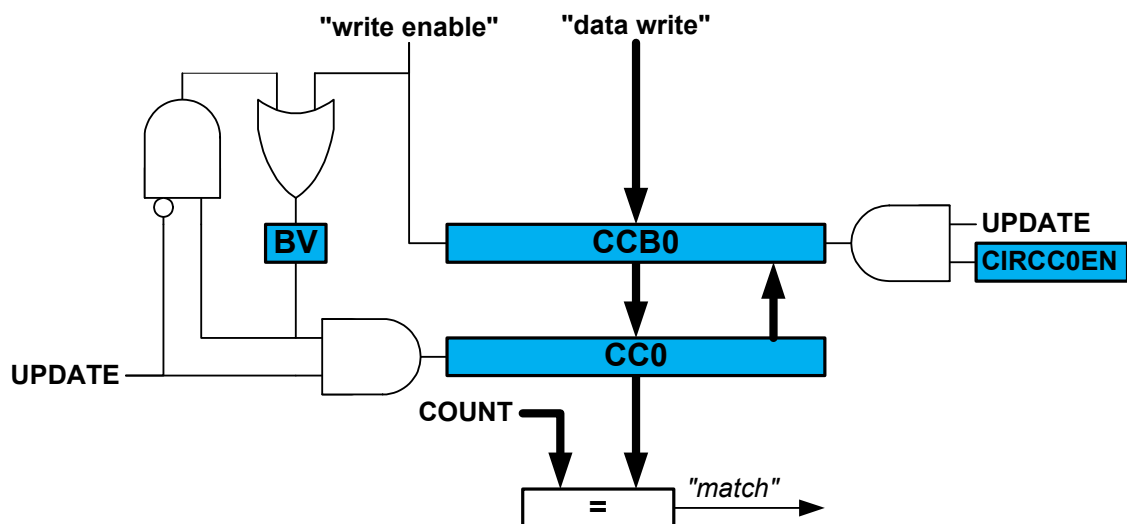 "write enable"
"data write"
BV
CCB0
UPDATE
CIRCC0EN
UPDATE
CC0
COUNT
=
"match"